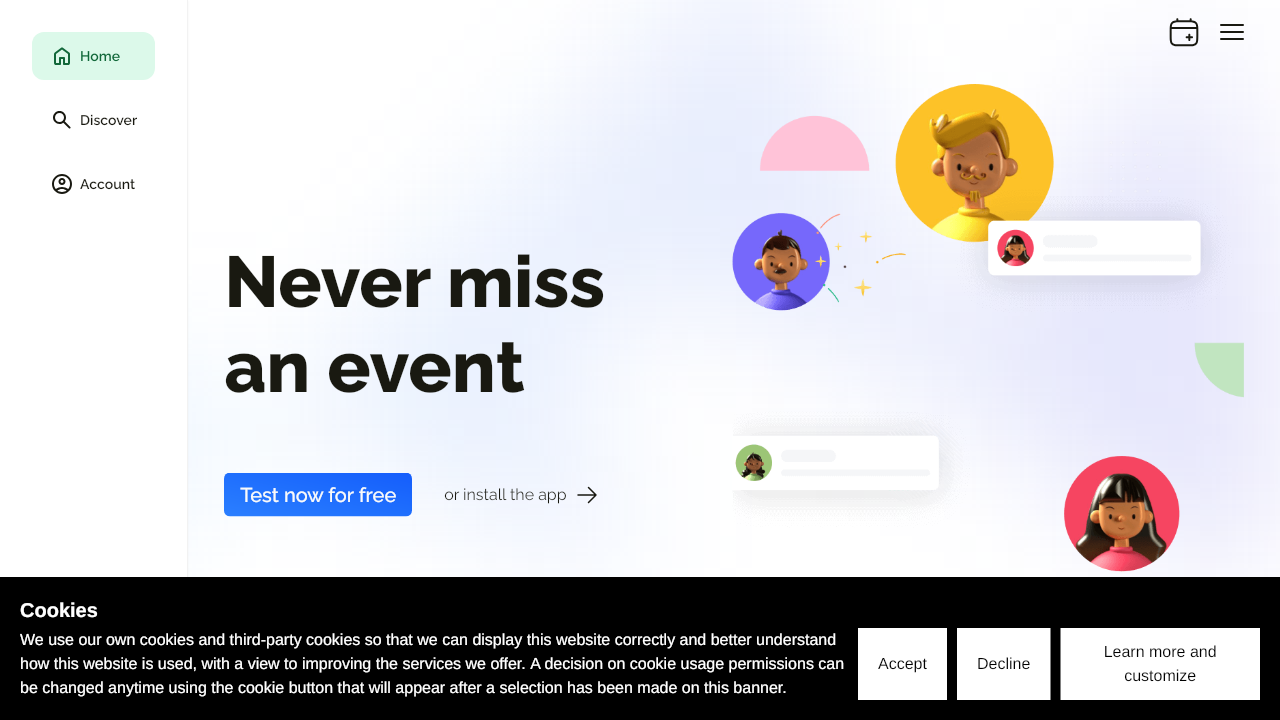 Home
Discover
Account
Never miss
an event
Test now for free
or install the app
Cookies
We use our own cookies and third-party cookies so that we can display this website correctly and better understand
how this website is used, with a view to improving the services we offer. A decision on cookie usage permissions can
be changed anytime using the cookie button that will appear after a selection has been made on this banner.
Accept
Decline
Learn more and
customize